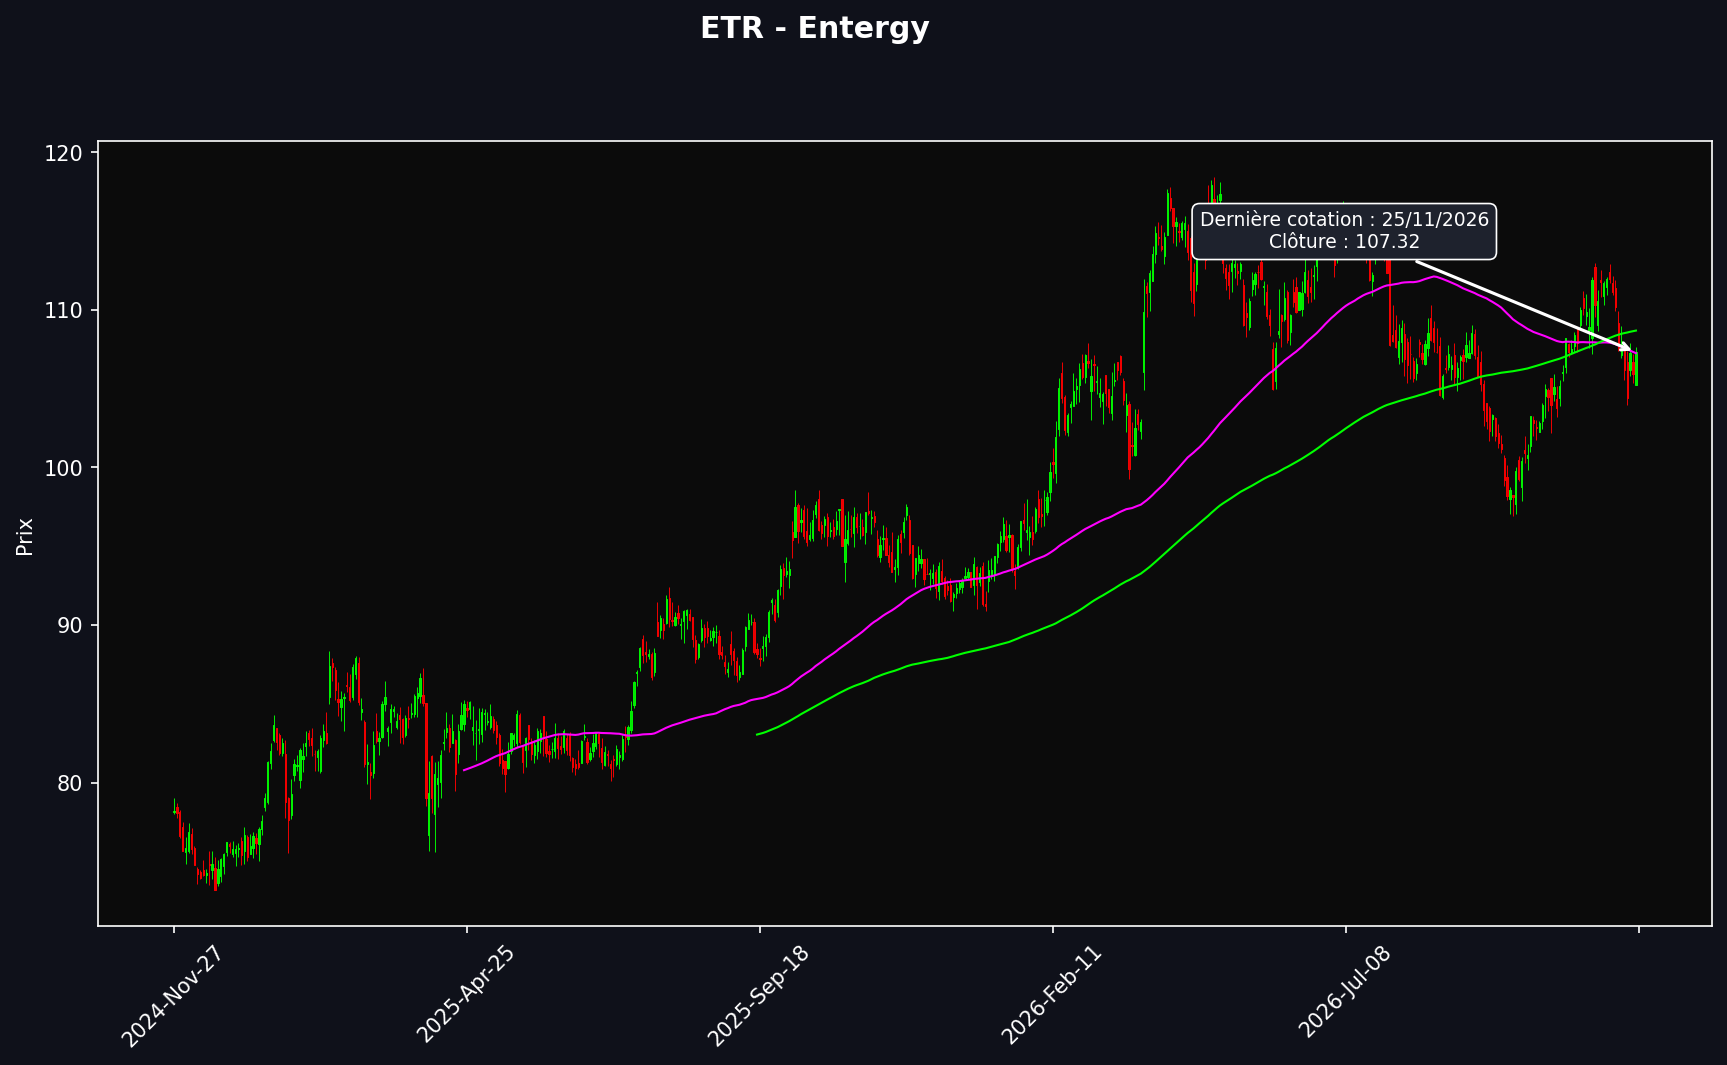 ETR - Entergy
120
110
100
90
80
Prix
Dernière cotation : 25/11/2026
Clôture : 107.32
2024-Nov-27
2025-Apr-25
2025-Sep-18
2026-Feb-11
2026-Jul-08